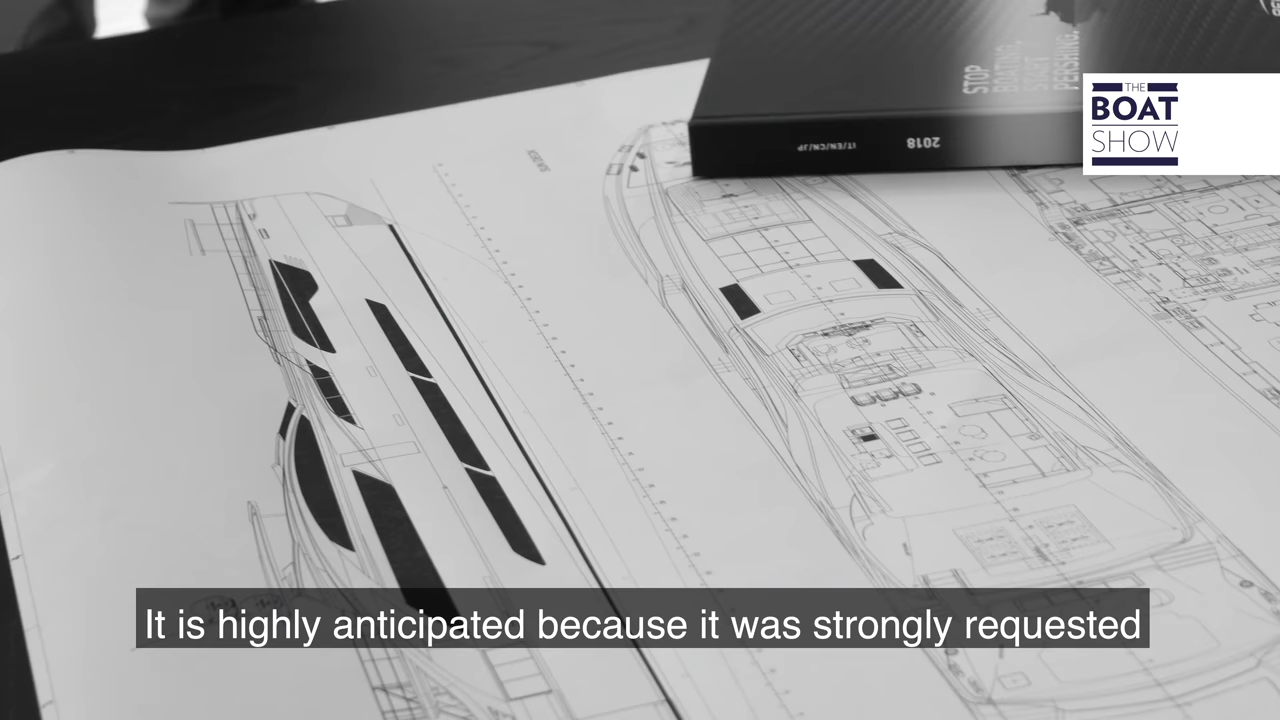 STOP
BOATING.
START
PERSHING.
2018
IT/EN/CN/JP
THE
BOAT
SHOW
It is highly anticipated because it was strongly requested